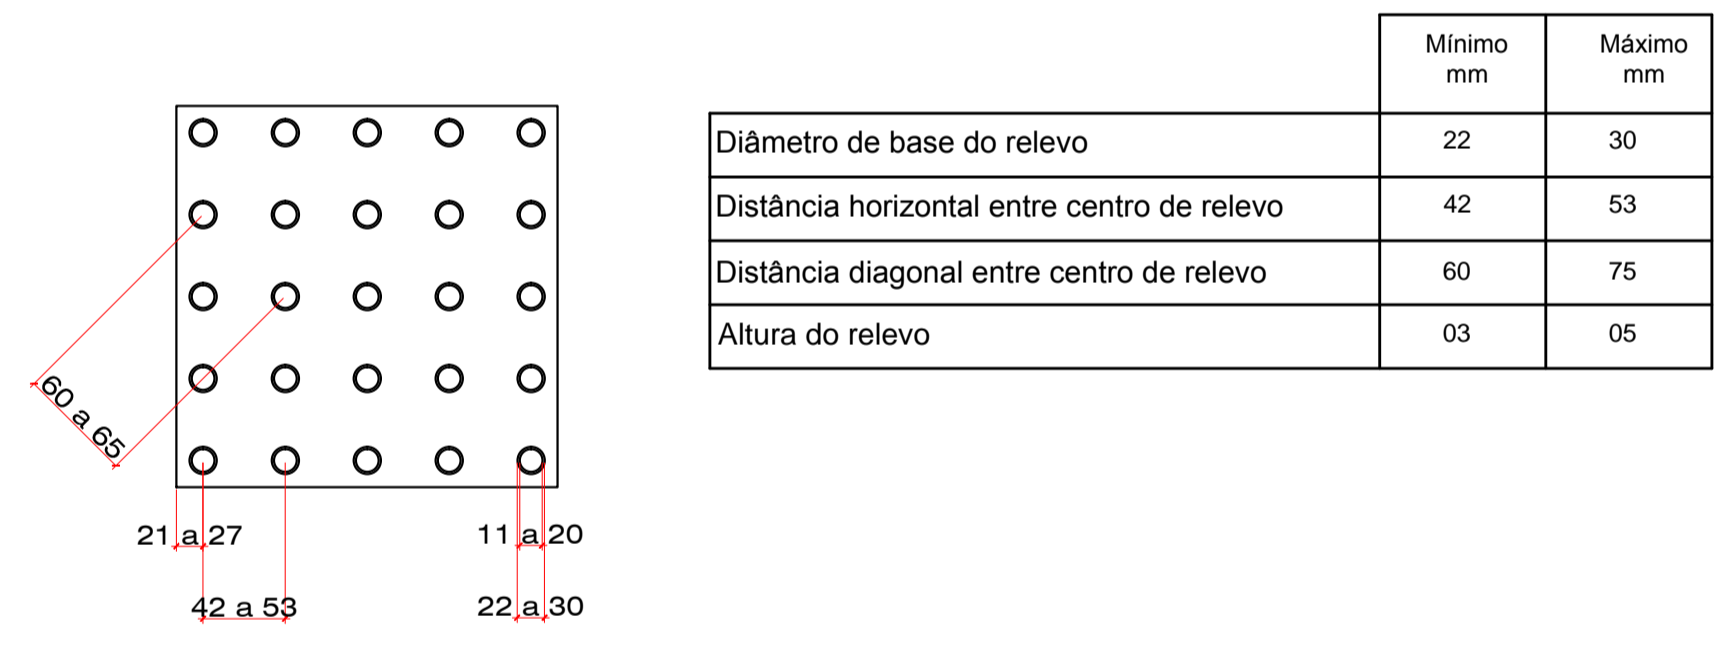 Mínimo
mm
Máximo
mm
Diâmetro de base do relevo 22 30
Distância horizontal entre centro de relevo 42 53
Distância diagonal entre centro de relevo 60 75
Altura do relevo 03 05
60 a 65
21 a 27
11 a 20
42 a 53
22 a 30